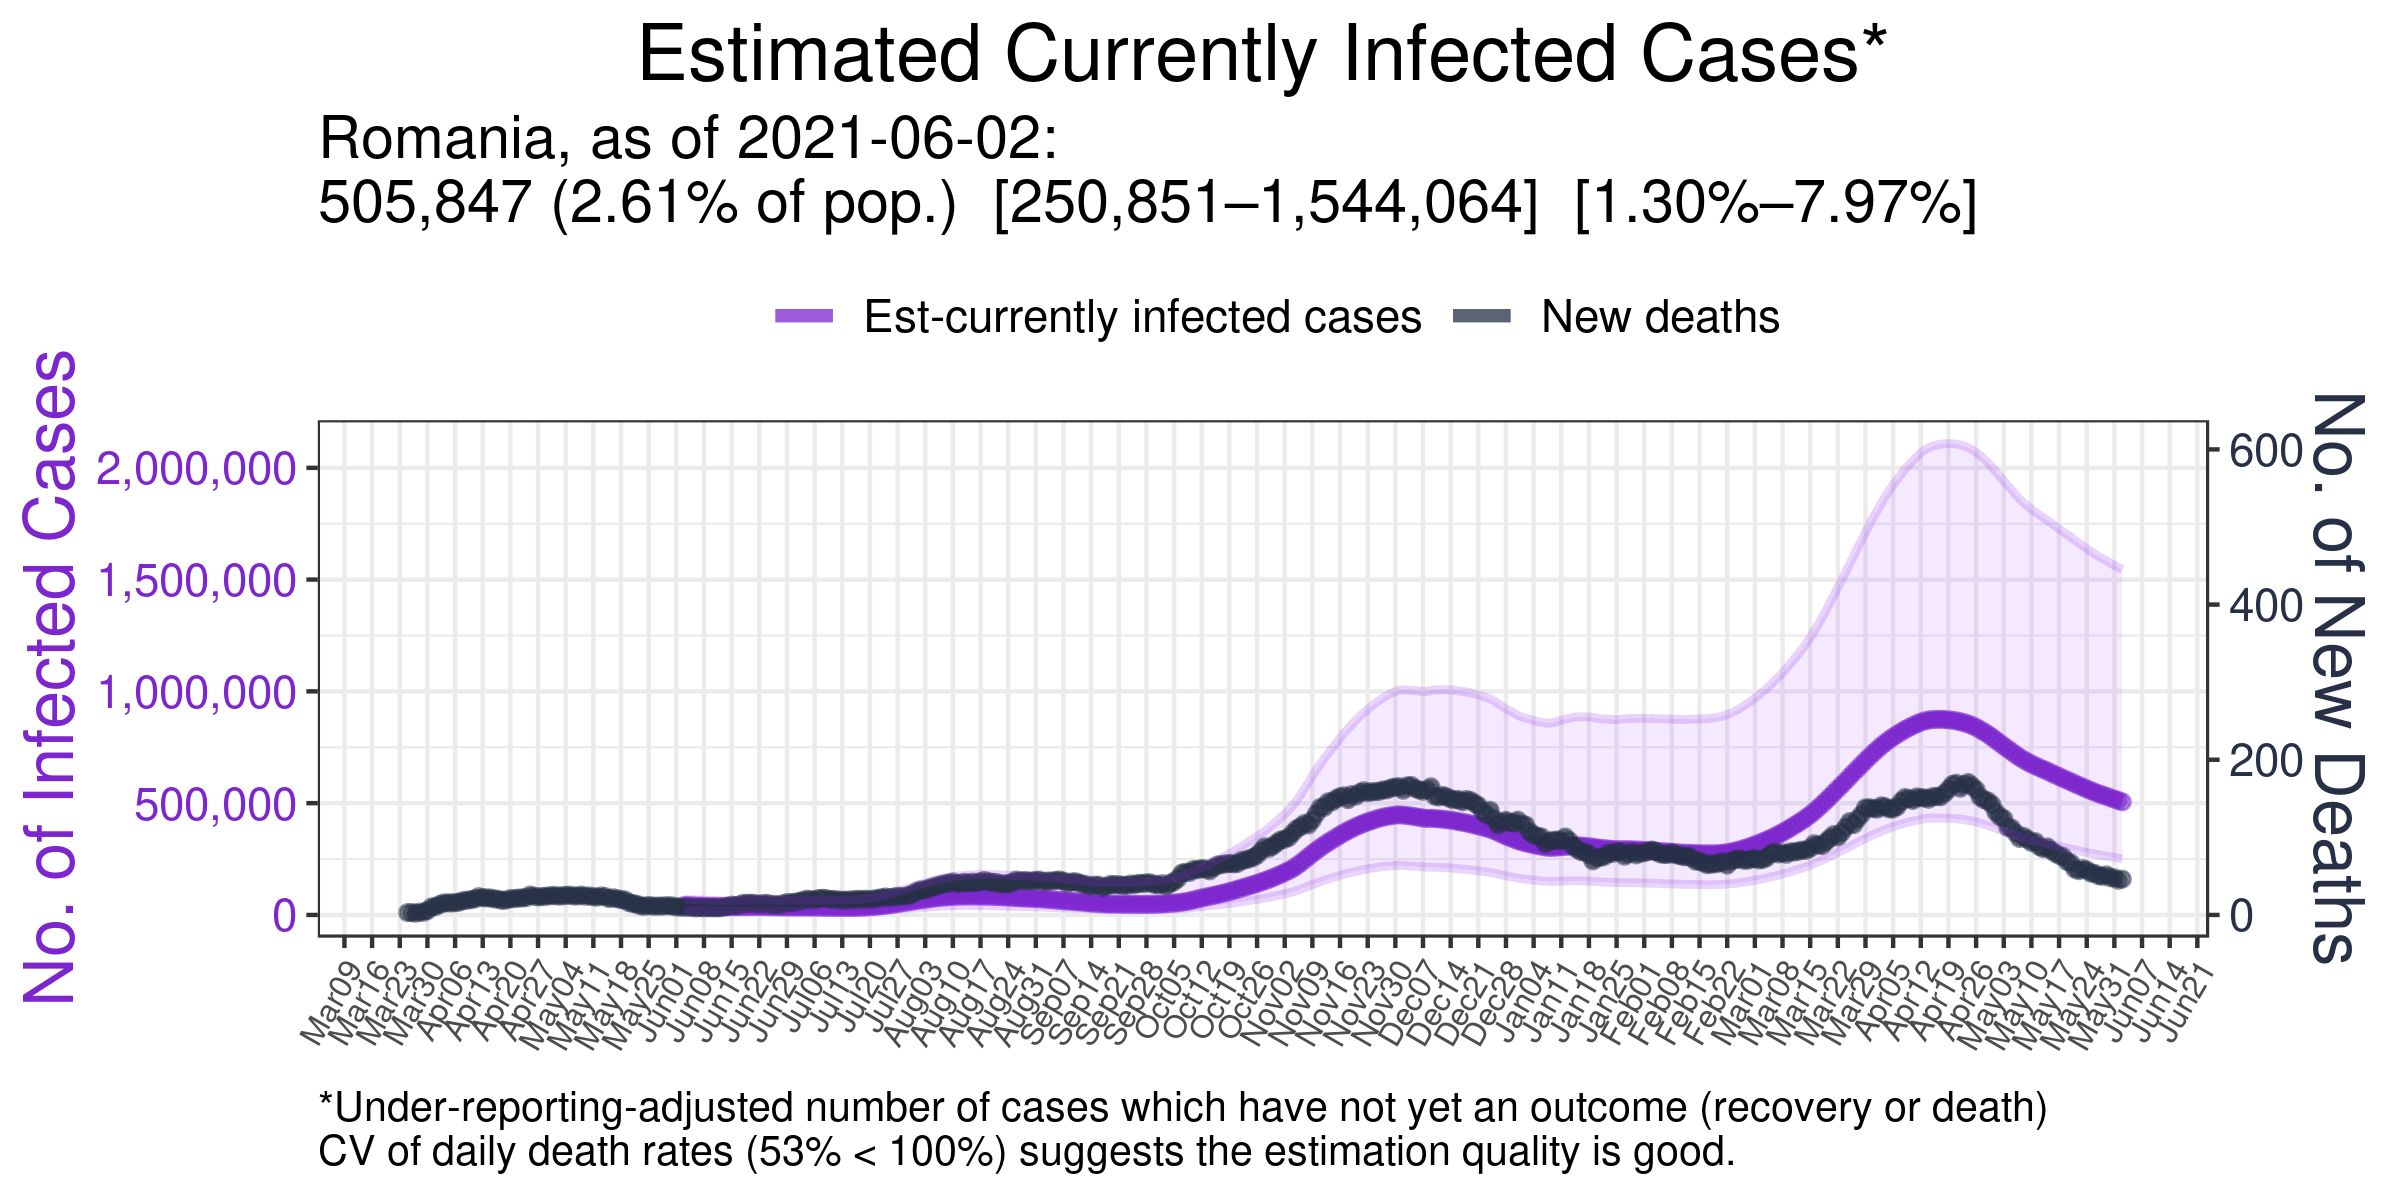 Estimated Currently Infected Cases*
Romania, as of 2021-06-02:
505,847 (2.61% of pop.) [250,851–1,544,064] [1.30%–7.97%]
Est-currently infected cases
New deaths
No. of Infected Cases
2,000,000
1,500,000
1,000,000
500,000
0
No. of New Deaths
600
400
200
0
Mar09
Mar16
Mar23
Mar30
Apr06
Apr13
Apr20
Apr27
May04
May11
May18
May25
Jun01
Jun08
Jun15
Jun22
Jun29
Jul06
Jul13
Jul20
Jul27
Aug03
Aug10
Aug17
Aug24
Aug31
Sep07
Sep14
Sep21
Sep28
Oct05
Oct12
Oct19
Oct26
Nov02
Nov09
Nov16
Nov23
Nov30
Dec07
Dec14
Dec21
Dec28
Jan04
Jan11
Jan18
Jan25
Feb01
Feb08
Feb15
Feb22
Mar01
Mar08
Mar15
Mar22
Mar29
Apr05
Apr12
Apr19
Apr26
May03
May10
May17
May24
May31
Jun07
Jun14
Jun21
*Under-reporting-adjusted number of cases which have not yet an outcome (recovery or death)
CV of daily death rates (53% < 100%) suggests the estimation quality is good.